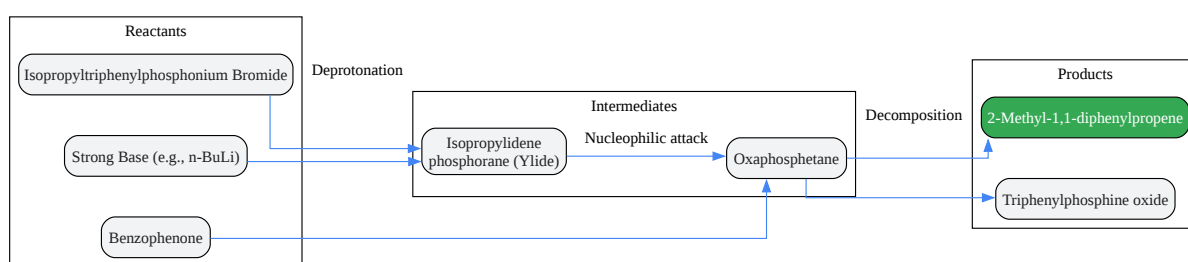 Reactants
Isopropyltriphenylphosphonium Bromide
Deprotonation
Strong Base (e.g., n-BuLi)
Benzophenone
Intermediates
Isopropylidene
phosphorane (Ylide)
Nucleophilic attack
Oxaphosphetane
Decomposition
Products
2-Methyl-1,1-diphenylpropene
Triphenylphosphine oxide